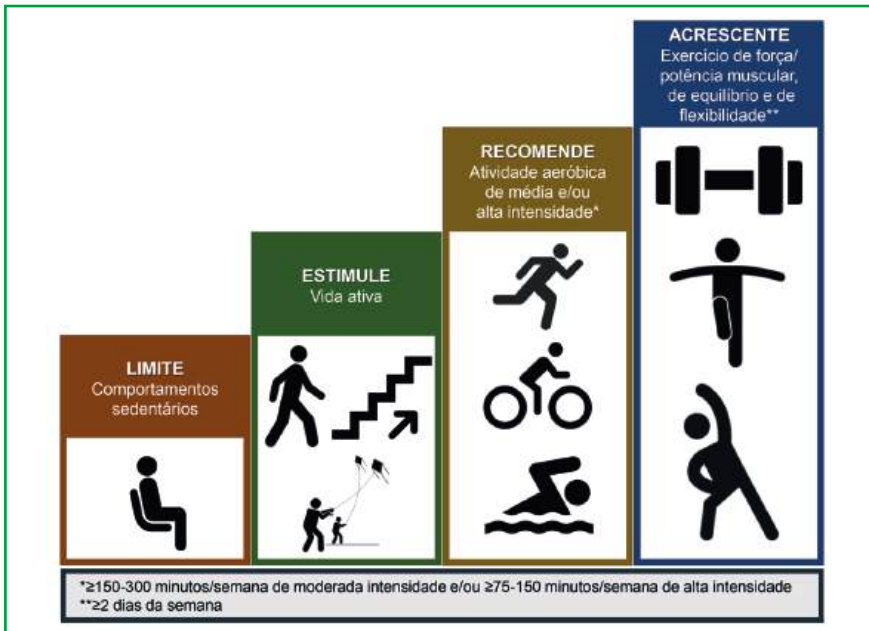 LIMITE
Comportamentos
sedentários
ESTIMULE
Vida ativa
RECOMENDE
Atividade aeróbica
de média e/ou
alta intensidade*
ACRESCENTE
Exercício de força/
potência muscular,
de equilíbrio e de
flexibilidade**
*≥150-300 minutos/semana de moderada intensidade e/ou ≥75-150 minutos/semana de alta intensidade
**≥2 dias da semana